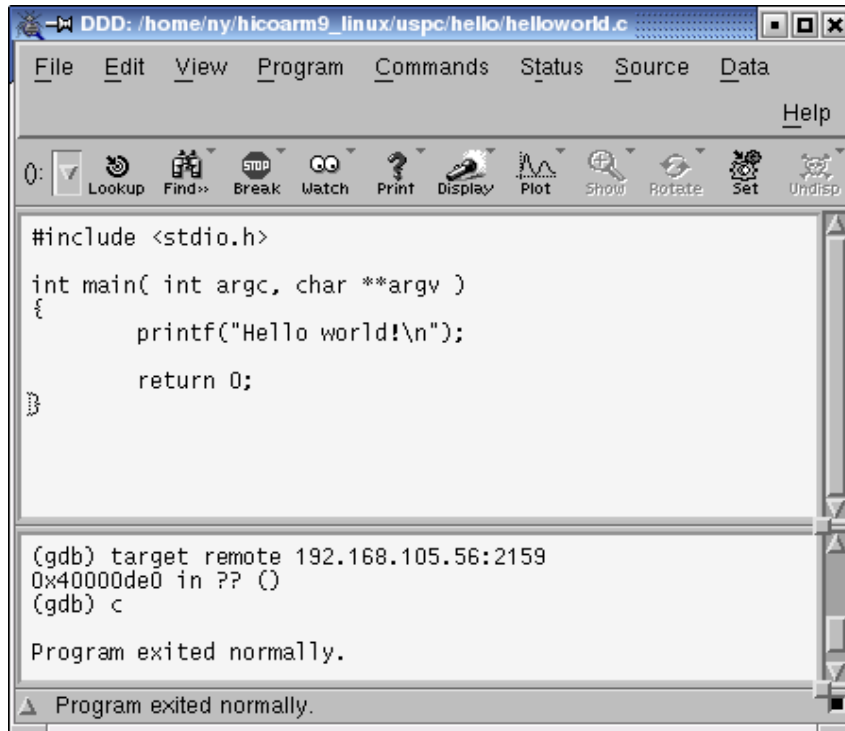 DDD: /home/ny/hicoarm9_linux/uspc/hello/helloworld.c
File Edit View Program Commands Status Source Data
Help
(): Lookup Find» Break Watch Print Display Plot Show Rotate Set Undisp
STOP
#include <stdio.h>
int main( int argc, char **argv )
{
printf("Hello world!\n");
return 0;
}
(gdb) target remote 192.168.105.56:2159
0x40000de0 in ?? ()
(gdb) c
Program exited normally.
Program exited normally.